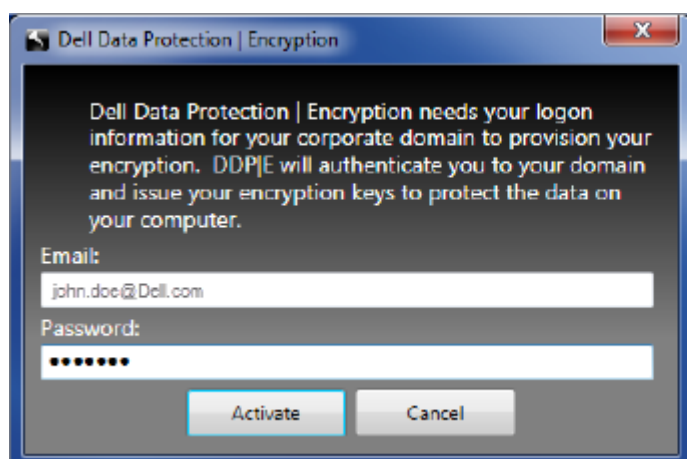 Dell Data Protection | Encryption
x
Dell Data Protection | Encryption needs your logon
information for your corporate domain to provision your
encryption.  DDP|E will authenticate you to your domain
and issue your encryption keys to protect the data on
your computer.
Email:
john.doe@Dell.com
Password:
•••••••
Activate
Cancel